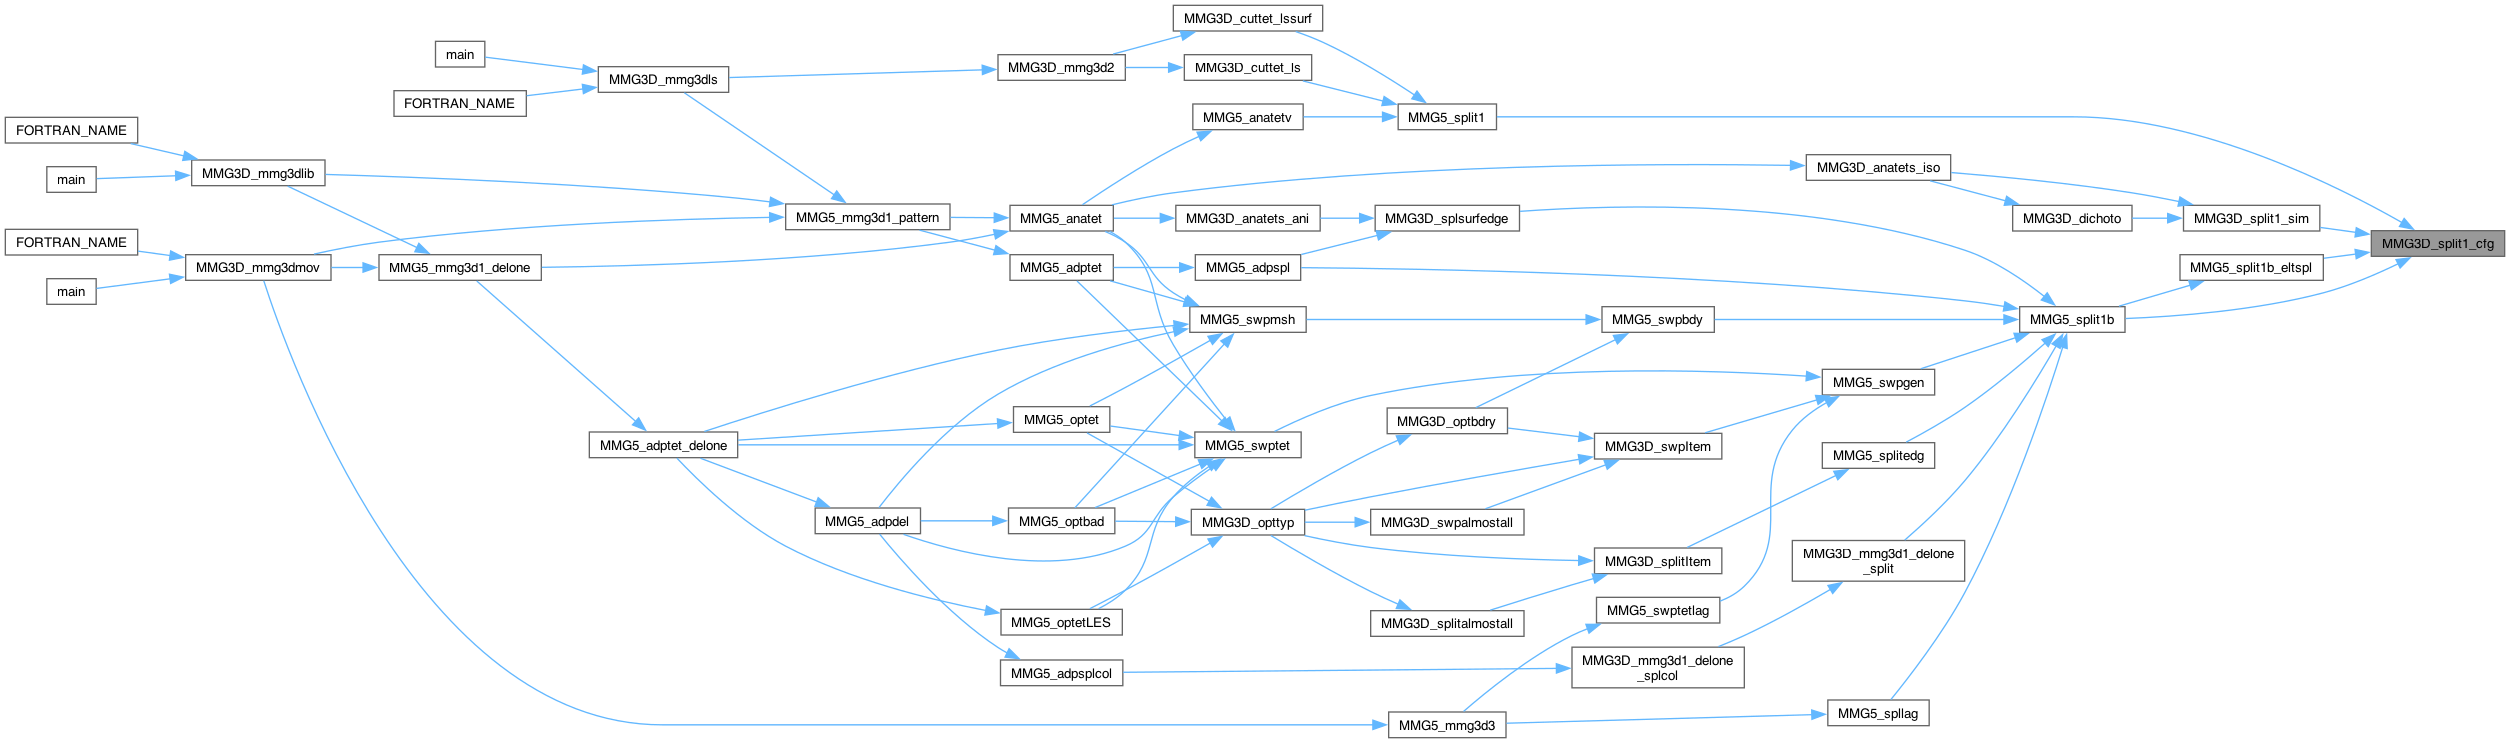 MMG3D_cuttet_lssurf
main
MMG3D_mmg3dls
MMG3D_mmg3d2
MMG3D_cuttet_ls
FORTRAN_NAME
MMG5_anatetv
MMG5_split1
FORTRAN_NAME
MMG3D_mmg3dlib
main
MMG3D_anatets_iso
MMG5_mmg3d1_pattern
MMG5_anatet
MMG3D_anatets_ani
MMG3D_splsurfedge
MMG3D_dichoto
MMG3D_split1_sim
MMG3D_split1_cfg
FORTRAN_NAME
MMG3D_mmg3dmov
main
MMG5_mmg3d1_delone
MMG5_adptet
MMG5_adpspl
MMG5_split1b_eltspl
MMG5_swpmsh
MMG5_swpbdy
MMG5_split1b
MMG5_swpgen
MMG5_optet
MMG3D_optbdry
MMG5_adptet_delone
MMG5_swptet
MMG3D_swpItem
MMG5_splitedg
MMG5_adpdel
MMG5_optbad
MMG3D_opttyp
MMG3D_swpalmostall
MMG3D_splitItem
MMG3D_mmg3d1_delone
_split
MMG5_optetLES
MMG3D_splitalmostall
MMG5_swptetlag
MMG5_adpsplcol
MMG3D_mmg3d1_delone
_splcol
MMG5_mmg3d3
MMG5_spllag